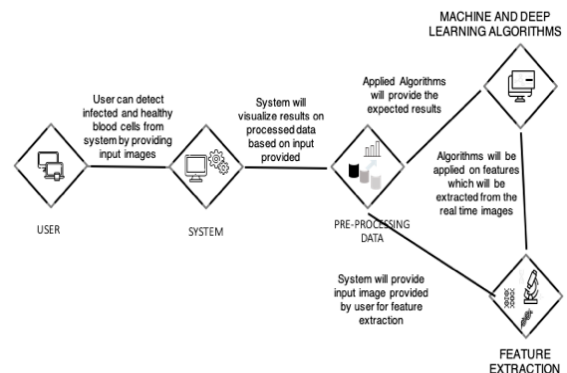 MACHINE AND DEEP
LEARNING ALGORITHMS
User can detect
infected and healthy
blood cells from
system by providing
input images
System will
visualize results on
processed data
based on input
provided
Applied Algorithms
will provide the
expected results
Algorithms will be
applied on features
which will be
extracted from the
real time images
USER
SYSTEM
PRE-PROCESSING
DATA
System will provide
input image provided
by user for feature
extraction
FEATURE
EXTRACTION